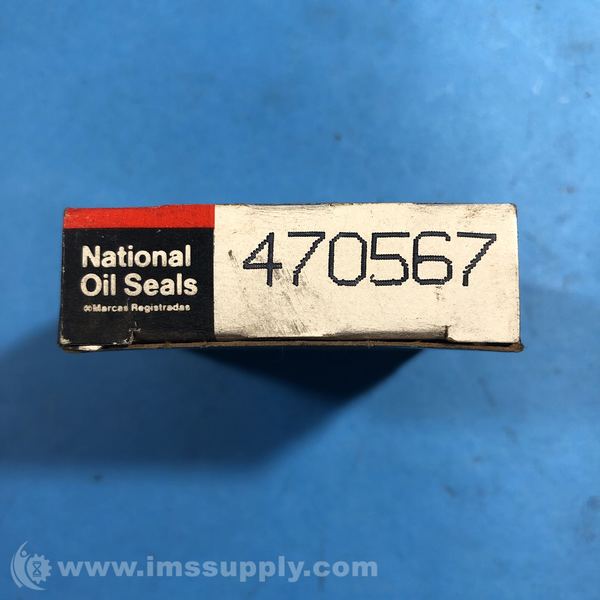 National
Oil Seals
Marcas Registradas
470567
www.imssupply.com